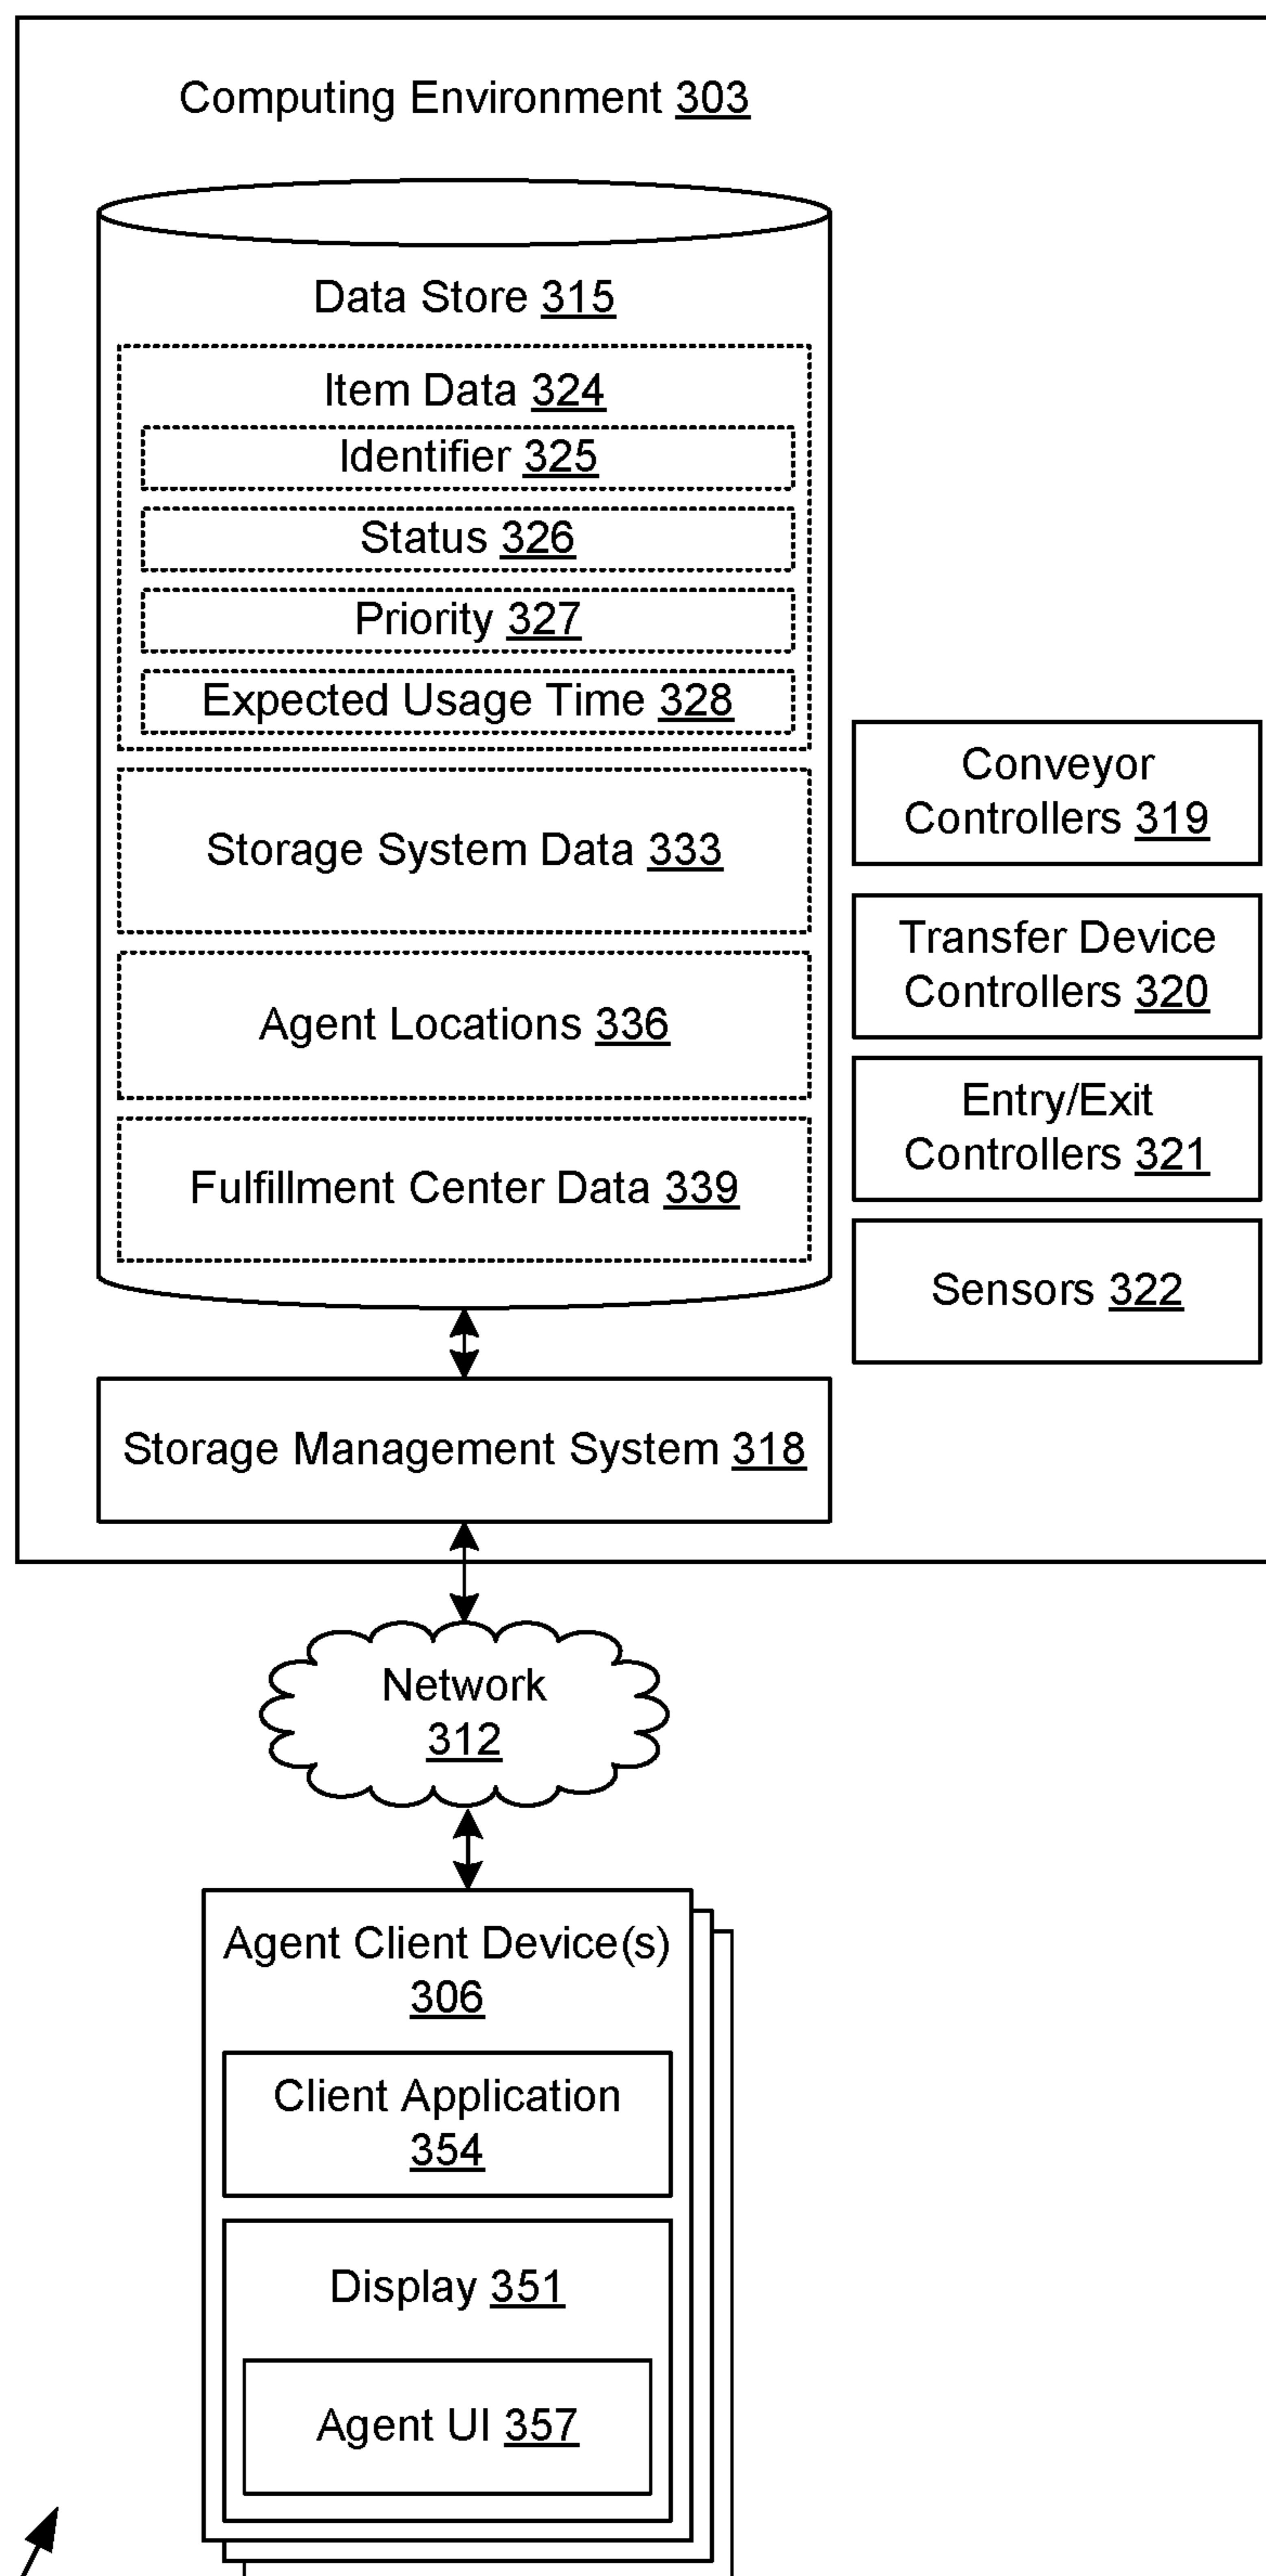 Computing Environment 303
Data Store 315
Item Data 324
Identifier 325
Status 326
Priority 327
Expected Usage Time 328
Storage System Data 333
Agent Locations 336
Fulfillment Center Data 339
Conveyor
Controllers 319
Transfer Device
Controllers 320
Entry/Exit
Controllers 321
Sensors 322
Storage Management System 318
Network
312
Agent Client Device(s)
306
Client Application
354
Display 351
Agent UI 357